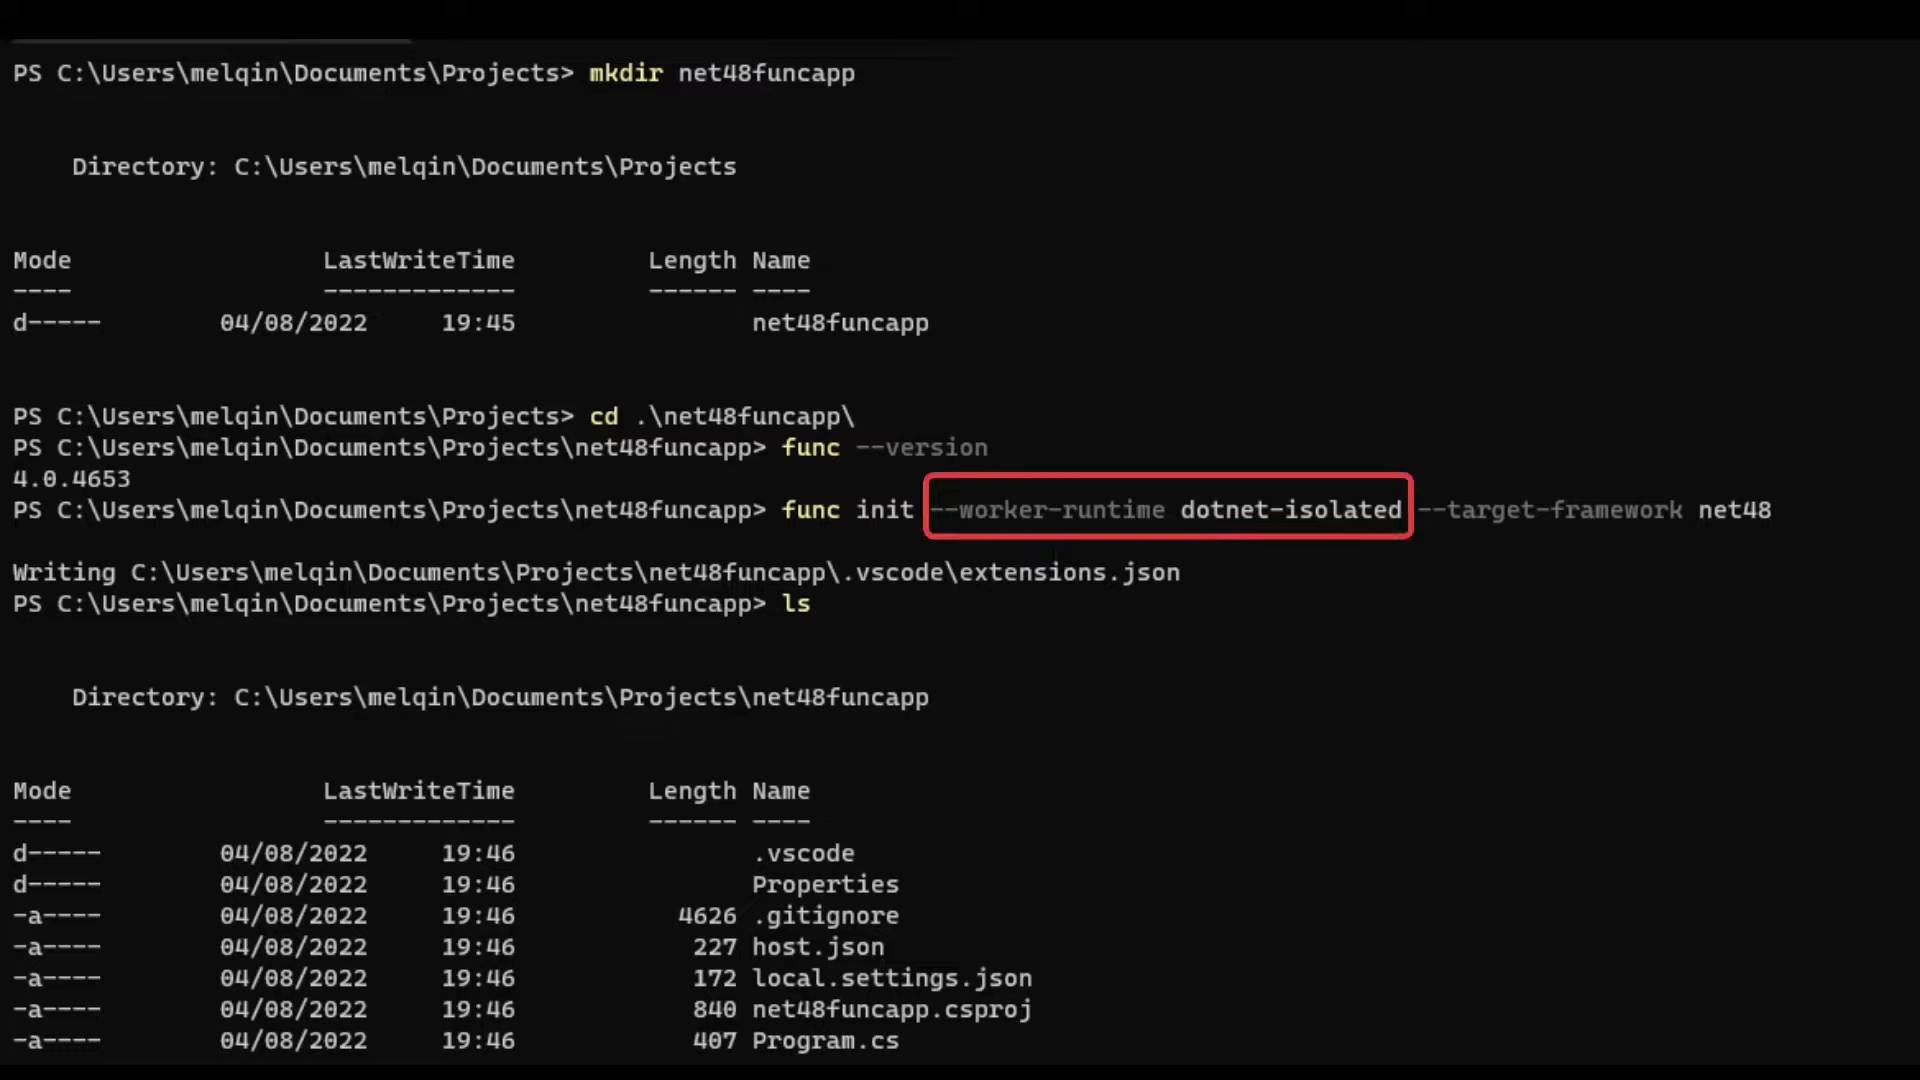 PS C:\Users\melqin\Documents\Projects> mkdir net48funcapp
Directory: C:\Users\melqin\Documents\Projects
Mode LastWriteTime Length Name
---- ------------- ------ ----
d----- 04/08/2022 19:45 net48funcapp
PS C:\Users\melqin\Documents\Projects> cd .\net48funcapp\
PS C:\Users\melqin\Documents\Projects\net48funcapp> func --version
4.0.4653
PS C:\Users\melqin\Documents\Projects\net48funcapp> func init --worker-runtime dotnet-isolated --target-framework net48
Writing C:\Users\melqin\Documents\Projects\net48funcapp\.vscode\extensions.json
PS C:\Users\melqin\Documents\Projects\net48funcapp> ls
Directory: C:\Users\melqin\Documents\Projects\net48funcapp
Mode LastWriteTime Length Name
---- ------------- ------ ----
d----- 04/08/2022 19:46 .vscode
d----- 04/08/2022 19:46 Properties
-a---- 04/08/2022 19:46 4626 .gitignore
-a---- 04/08/2022 19:46 227 host.json
-a---- 04/08/2022 19:46 172 local.settings.json
-a---- 04/08/2022 19:46 840 net48funcapp.csproj
-a---- 04/08/2022 19:46 407 Program.cs